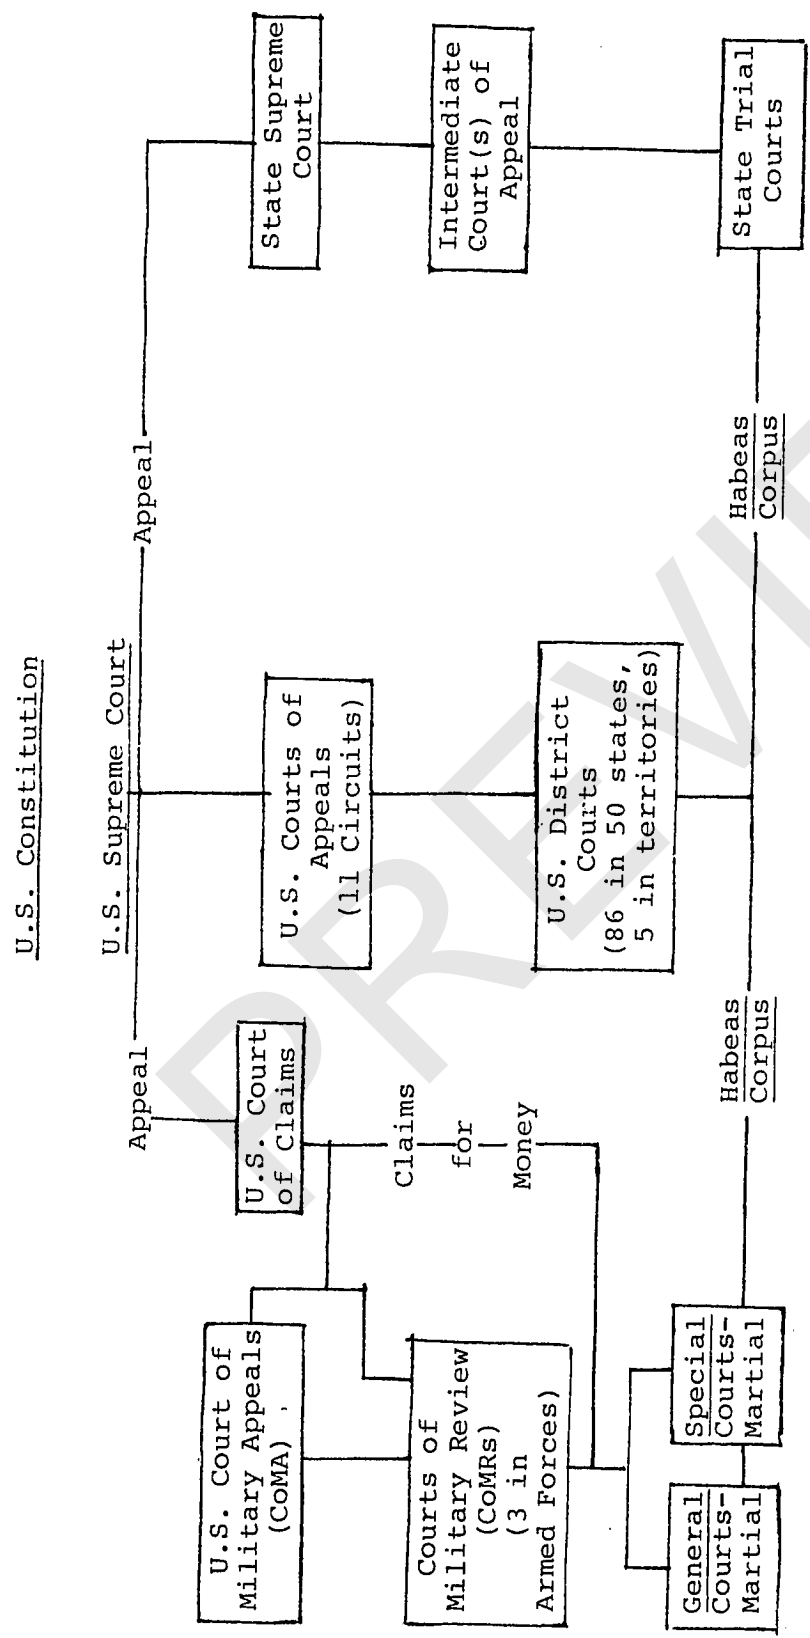 U.S. Constitution
U.S. Supreme Court
Appeal
Appeal
U.S. Court
of Claims
U.S. Court of
Military Appeals
(CoMA)
U.S. Courts of
Appeals
(11 Circuits)
State Supreme
Court
Claims
for
Money
Courts of
Military Review
(CoMRs)
(3 in
Armed Forces)
U.S. District
Courts
(86 in 50 states,
5 in territories)
Intermediate
Court(s) of
Appeal
General
Courts-
Martial
Special
Courts-
Martial
Habeas
Corpus
Habeas
Corpus
State Trial
Courts